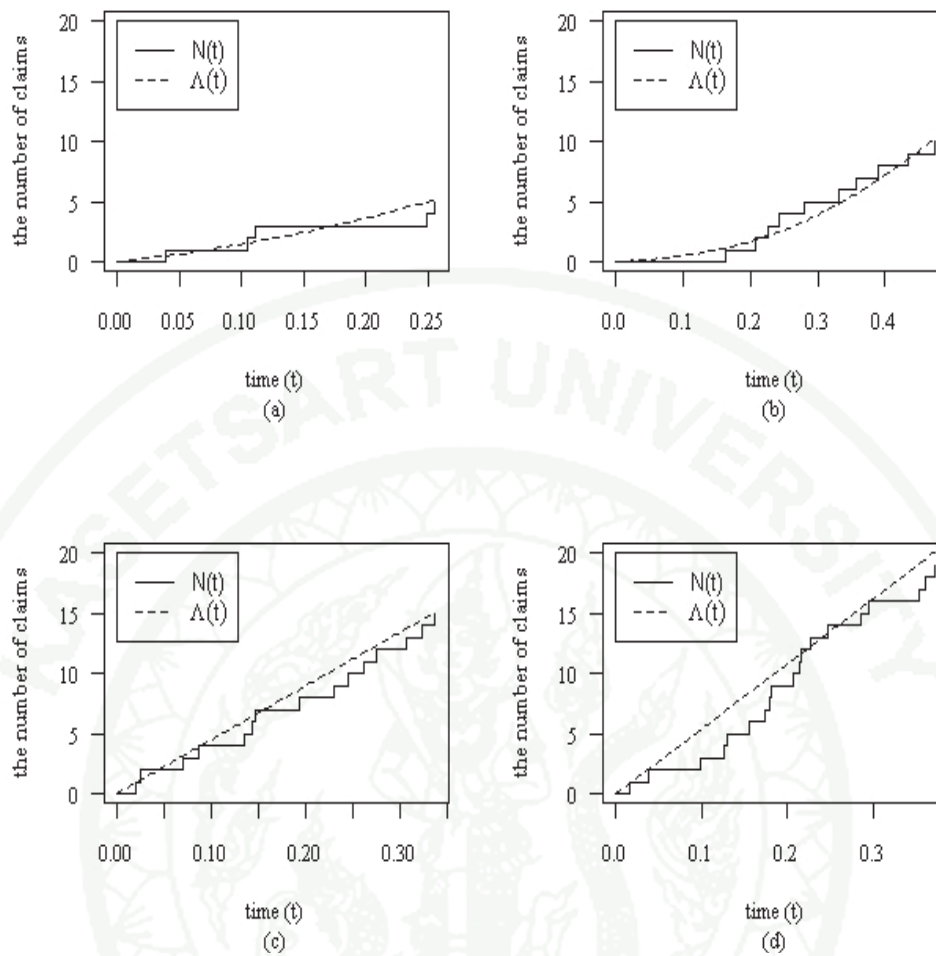 the number of claims
20
15
10
5
0
N(t)
Λ(t)
0.00 0.05 0.10 0.15 0.20 0.25
time (t)
(a)
the number of claims
20
15
10
5
0
N(t)
Λ(t)
0.0 0.1 0.2 0.3 0.4
time (t)
(b)
KASETSART UNIVERSITY
the number of claims
20
15
10
5
0
N(t)
Λ(t)
0.00 0.10 0.20 0.30
time (t)
(c)
the number of claims
20
15
10
5
0
N(t)
Λ(t)
0.0 0.1 0.2 0.3
time (t)
(d)